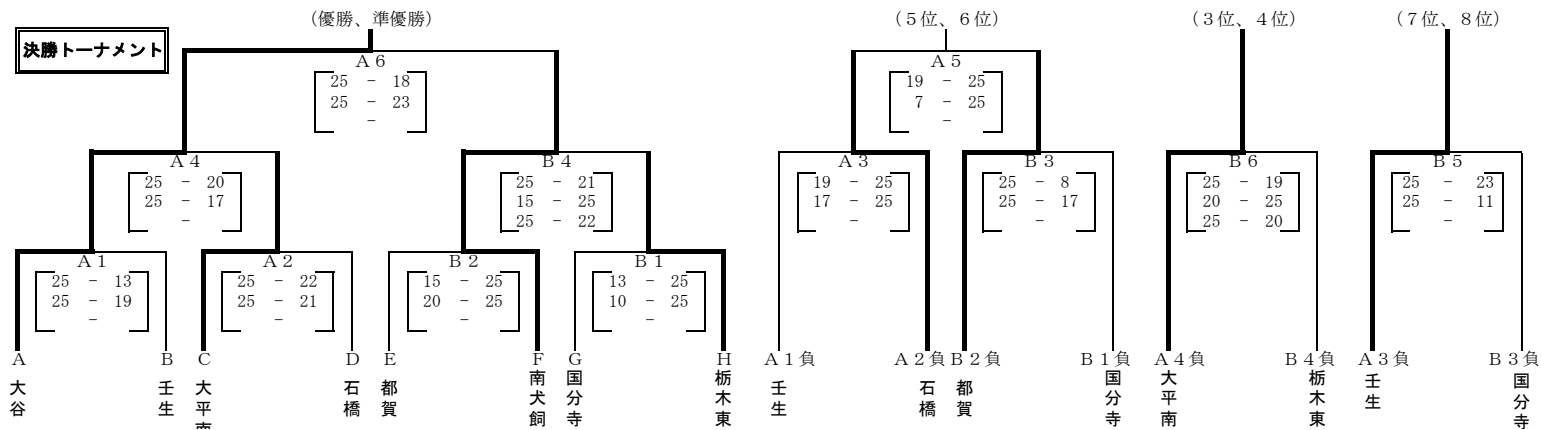 (優勝、準優勝) (5位、6位) (3位、4位) (7位、8位)
決勝トーナメント
A6 A5
25 - 18 19 - 25
25 - 23 7 - 25
- -
A4 B4 A3 B3 B6 B5
25 - 20 25 - 21 19 - 25 25 - 8 25 - 19 25 - 23
25 - 17 15 - 25 17 - 25 25 - 17 20 - 25 25 - 11
- 25 - 22 - - 25 - 20 -
A1 A2 B2 B1
25 - 13 25 - 22 15 - 25 13 - 25
25 - 19 25 - 21 20 - 25 10 - 25
- - - -
A B C D E F G H A1負 A2負 B2負 B1負 A4負 B4負 A3負 B3負
大谷
壬生
大平南
石橋
都賀
南犬飼
国分寺
栃木東
壬生
石橋
都賀
国分寺
大平南
栃木東
壬生
国分寺